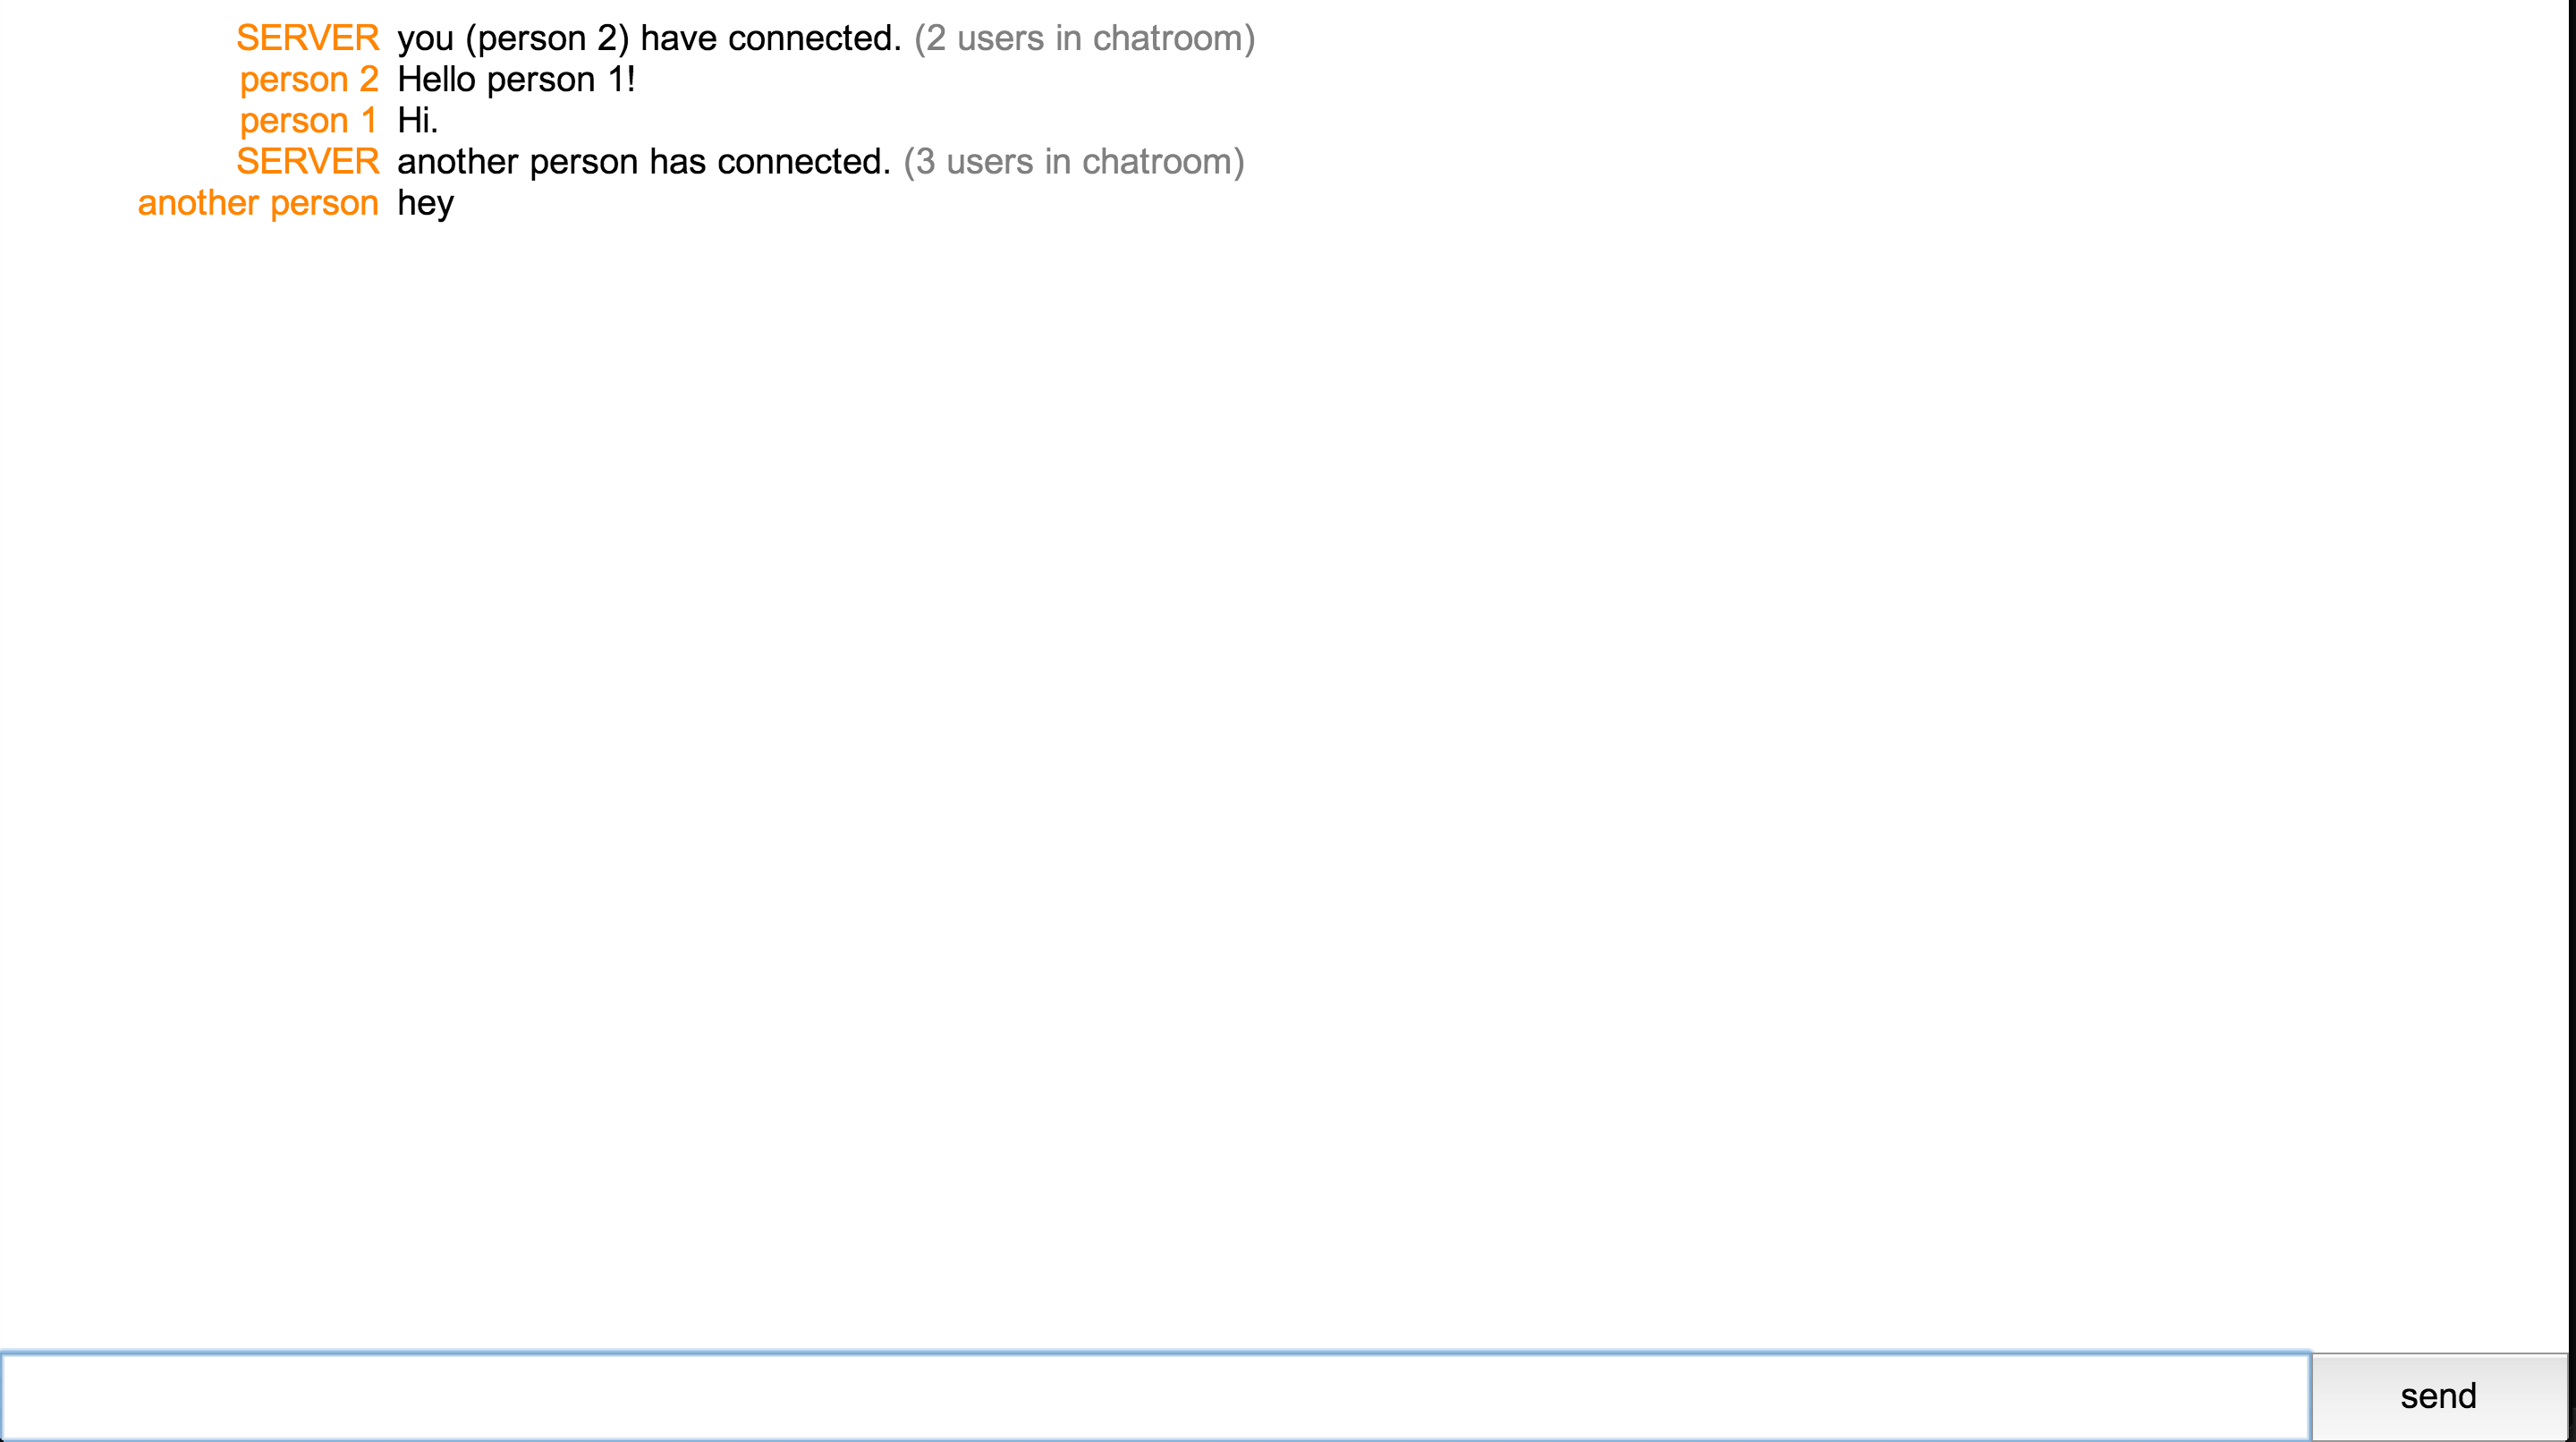 SERVER you (person 2) have connected. (2 users in chatroom)
person 2 Hello person 1!
person 1 Hi.
SERVER another person has connected. (3 users in chatroom)
another person hey
send